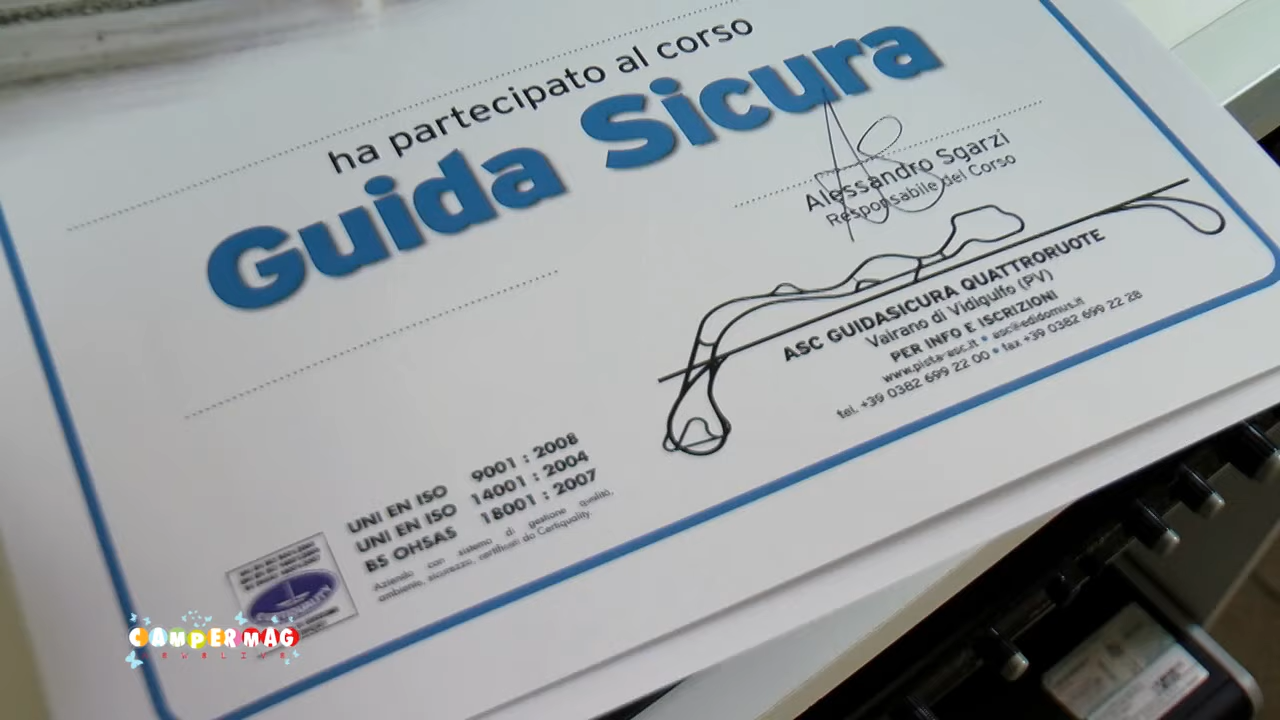 ha partecipato al corso
Guida Sicura
Alessandro Sgarzi
Responsabile del Corso
ASC GUIDASICURA QUATTRORUOTE
Vairano di Vidigulfo (PV)
PER INFO E ISCRIZIONI
www.pista-asc.it • asc@edidomus.it
tel. +39 0382 699 22 00 • fax +39 0382 699 22 28
UNI EN ISO 9001 : 2008
UNI EN ISO 14001 : 2004
BS OHSAS 18001 : 2007
Azienda con sistema di gestione qualità,
ambiente, sicurezza, certificati da Certiquality.
CAMPERMAG